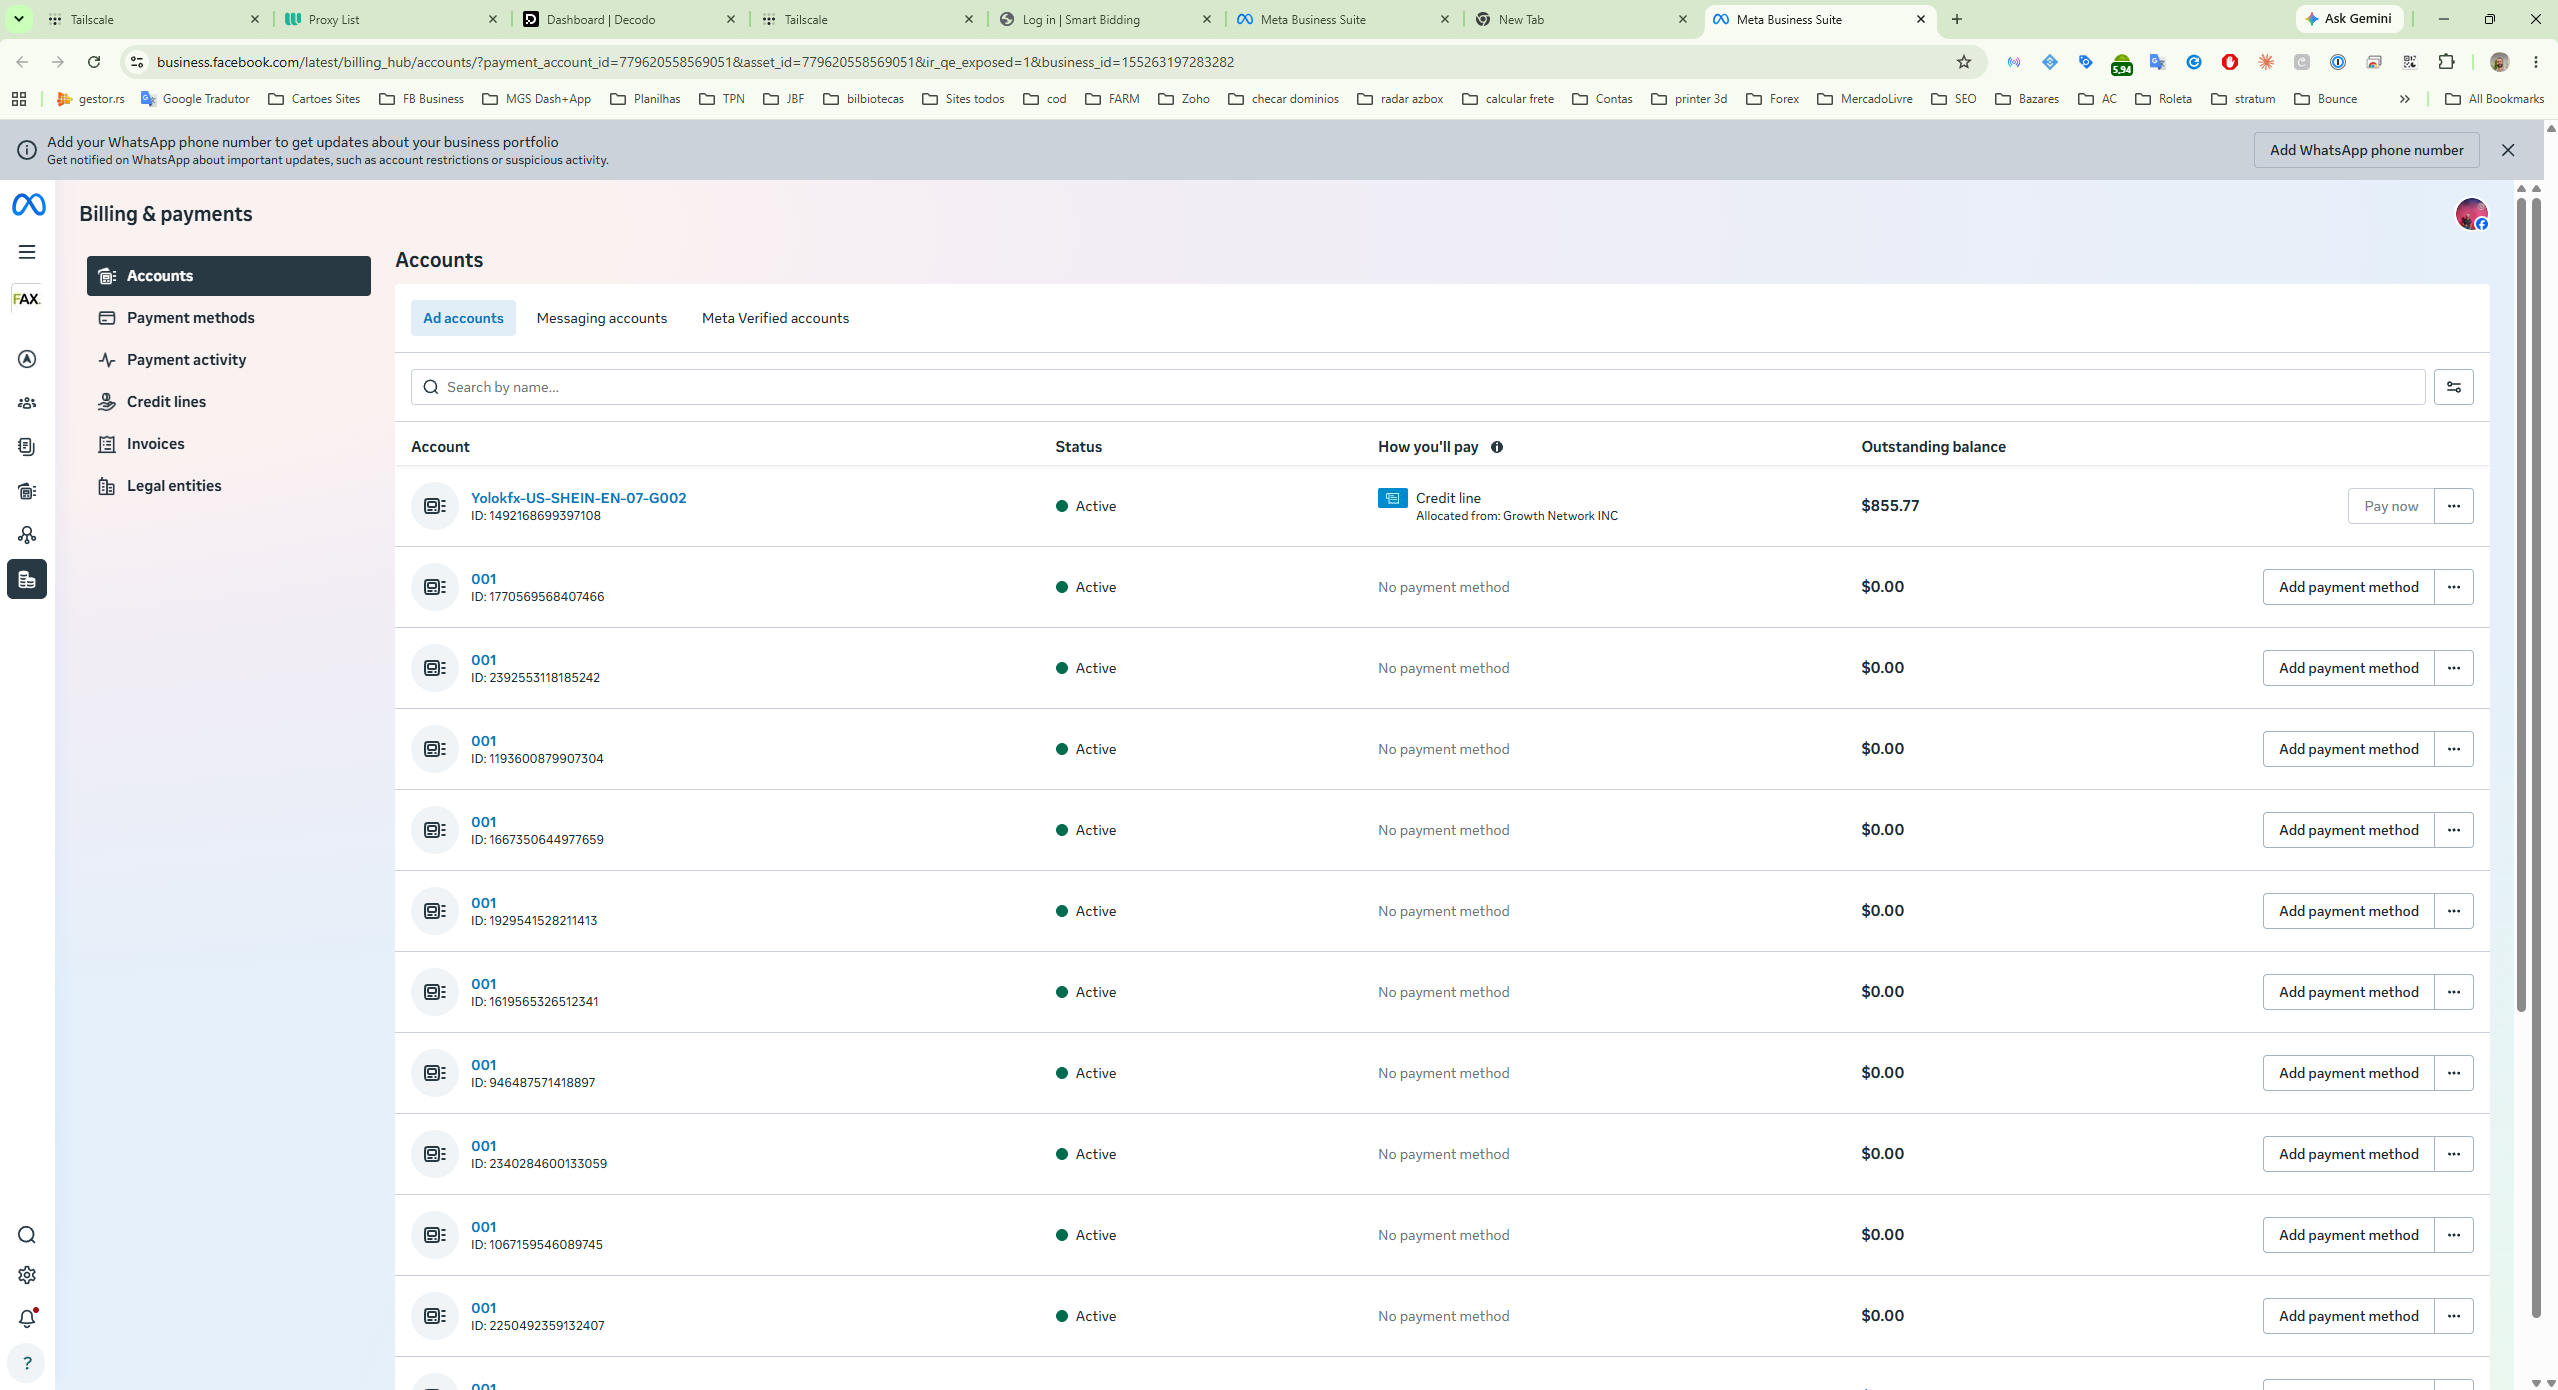 Tailscale
Proxy List
Dashboard | Decodo
Tailscale
Log in | Smart Bidding
Meta Business Suite
New Tab
Meta Business Suite
Ask Gemini
business.facebook.com/latest/billing_hub/accounts/?payment_account_id=779620558569051&asset_id=779620558569051&ir_qe_exposed=1&business_id=155263197283282
5,94
gestor.rs
Google Tradutor
Cartoes Sites
FB Business
MGS Dash+App
Planilhas
TPN
JBF
bilbiotecas
Sites todos
cod
FARM
Zoho
checar dominios
radar azbox
calcular frete
Contas
printer 3d
Forex
MercadoLivre
SEO
Bazares
AC
Roleta
stratum
Bounce
All Bookmarks
Add your WhatsApp phone number to get updates about your business portfolio
Get notified on WhatsApp about important updates, such as account restrictions or suspicious activity.
Add WhatsApp phone number
Billing & payments
FAX.
Accounts
Payment methods
Payment activity
Credit lines
Invoices
Legal entities
Accounts
Ad accounts
Messaging accounts
Meta Verified accounts
Search by name...
Account
Status
How you'll pay
Outstanding balance
Yolokfx-US-SHEIN-EN-07-G002
ID: 1492168699397108
Active
Credit line
Allocated from: Growth Network INC
$855.77
Pay now
001
ID: 1770569568407466
Active
No payment method
$0.00
Add payment method
001
ID: 2392553118185242
Active
No payment method
$0.00
Add payment method
001
ID: 1193600879907304
Active
No payment method
$0.00
Add payment method
001
ID: 1667350644977659
Active
No payment method
$0.00
Add payment method
001
ID: 1929541528211413
Active
No payment method
$0.00
Add payment method
001
ID: 1619565326512341
Active
No payment method
$0.00
Add payment method
001
ID: 946487571418897
Active
No payment method
$0.00
Add payment method
001
ID: 2340284600133059
Active
No payment method
$0.00
Add payment method
001
ID: 1067159546089745
Active
No payment method
$0.00
Add payment method
001
ID: 2250492359132407
Active
No payment method
$0.00
Add payment method
001